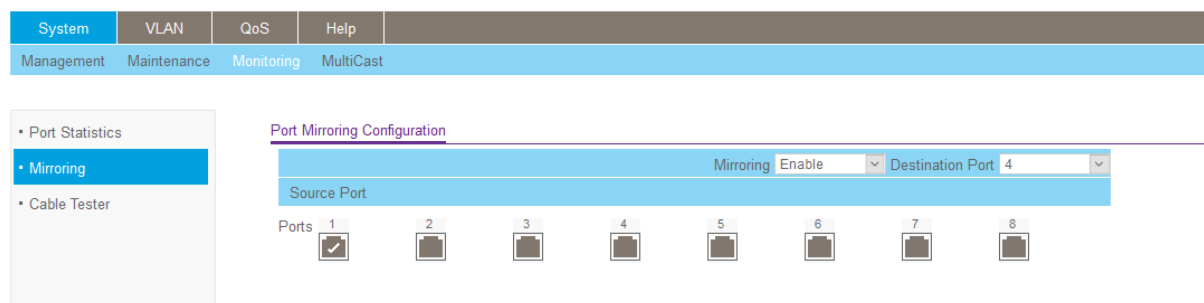 System VLAN QoS Help
Management Maintenance Monitoring MultiCast
Port Statistics
Mirroring
Cable Tester
Port Mirroring Configuration
Mirroring Enable Destination Port 4
Source Port
Ports 1 2 3 4 5 6 7 8